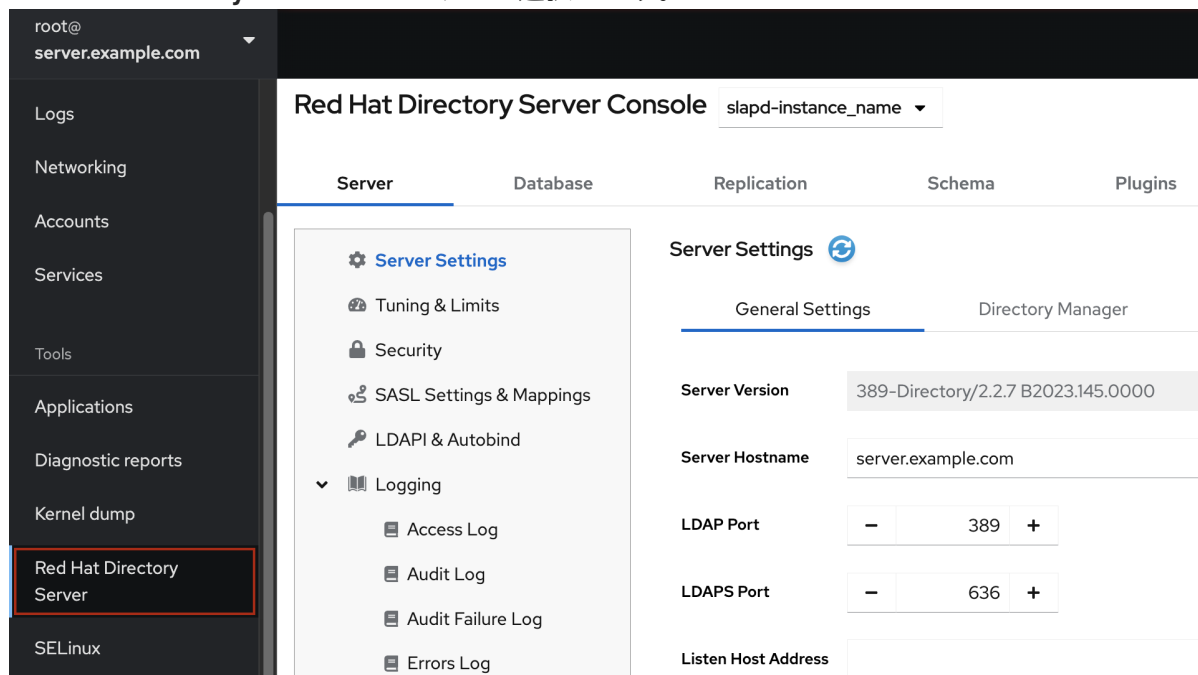 root@
server.example.com
Logs
Networking
Accounts
Services
Tools
Applications
Diagnostic reports
Kernel dump
Red Hat Directory
Server
SELinux
Red Hat Directory Server Console slapd-instance_name
Server Database Replication Schema Plugins
Server Settings
Tuning & Limits
Security
SASL Settings & Mappings
LDAPI & Autobind
Logging
Access Log
Audit Log
Audit Failure Log
Errors Log
Server Settings
General Settings Directory Manager
Server Version 389-Directory/2.2.7 B2023.145.0000
Server Hostname server.example.com
LDAP Port − 389 +
LDAPS Port − 636 +
Listen Host Address